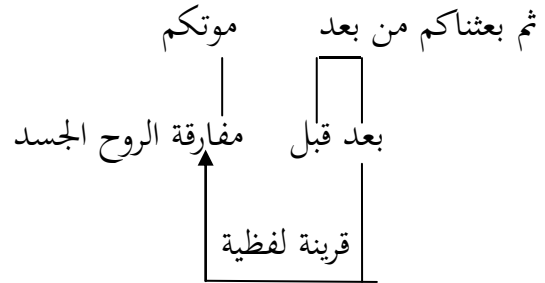 ثم بعثناكم من بعد موتكم
بعد قبل مفارقة الروح الجسد
قرينة لفظية